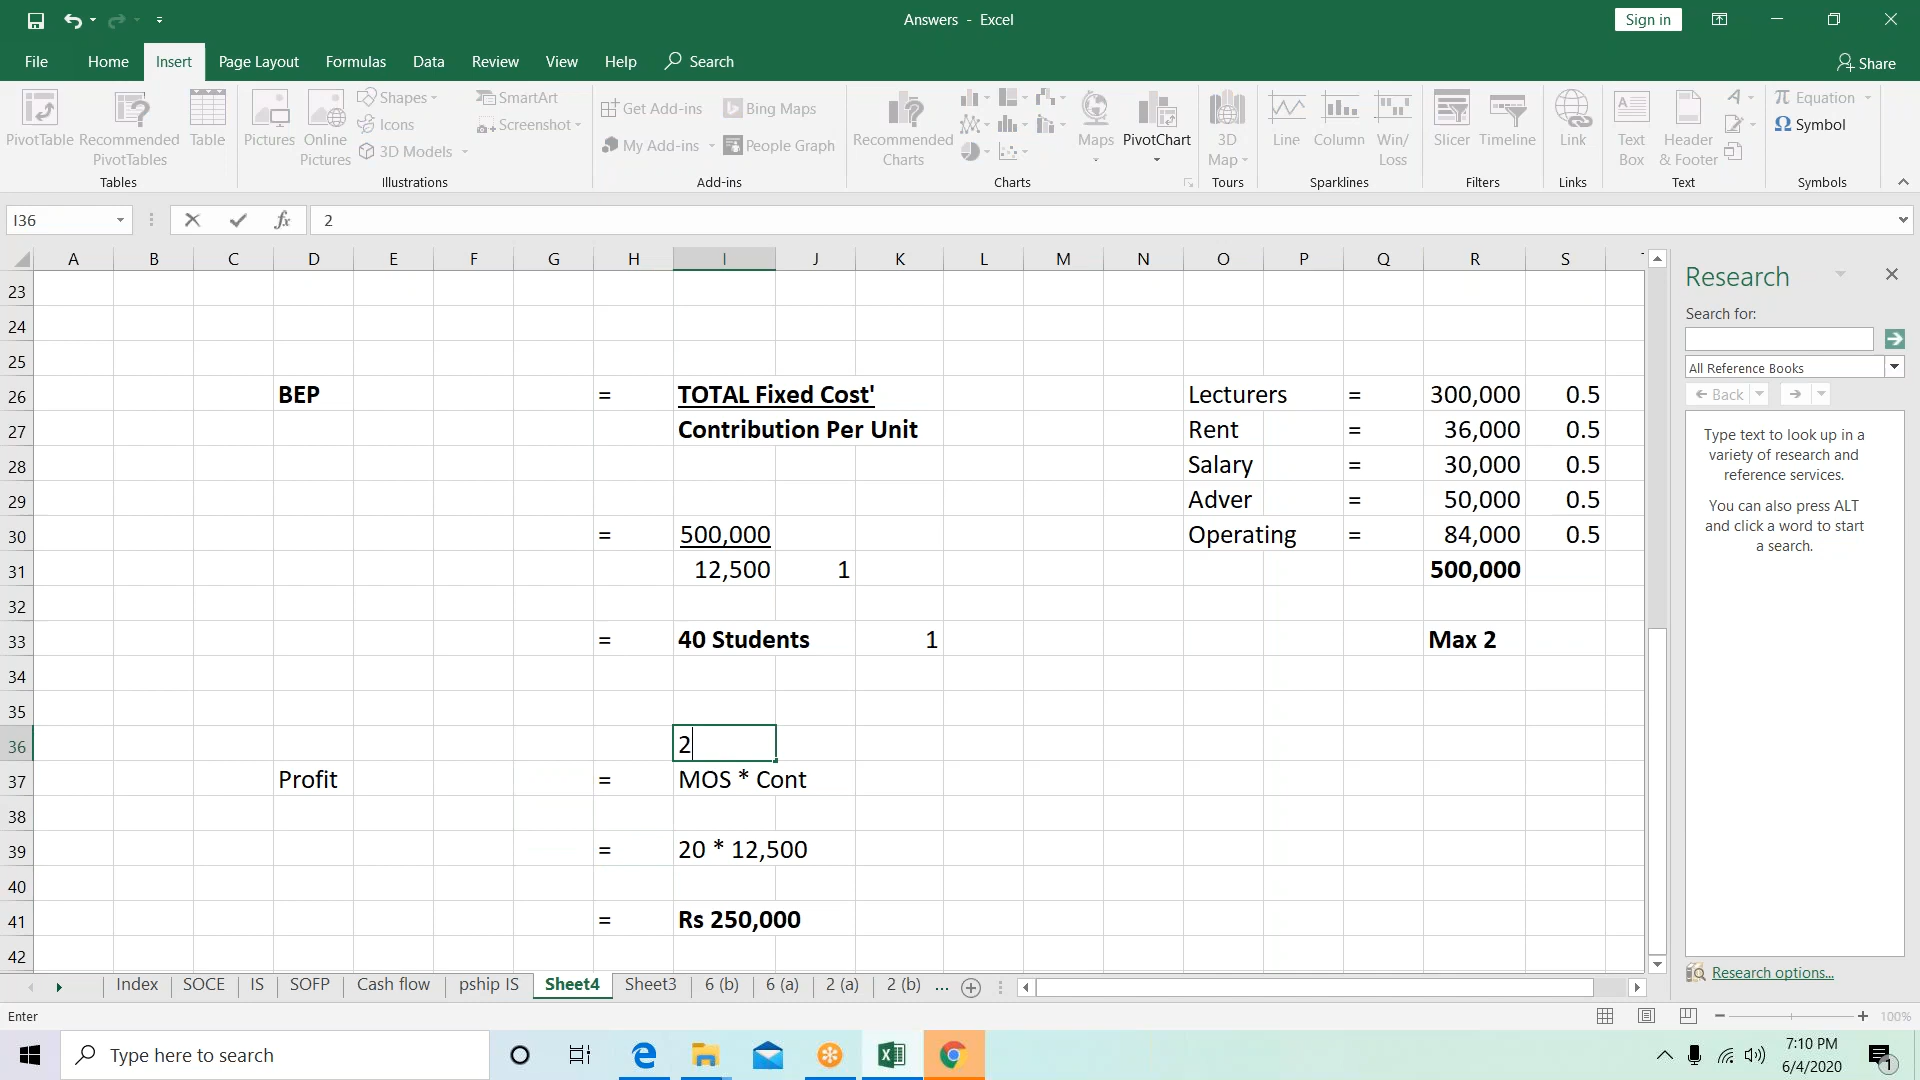 Answers - Excel
Sign in
File Home Insert Page Layout Formulas Data Review View Help Search
Share
PivotTable
Recommended PivotTables
Table
Tables
Pictures
Online Pictures
Shapes
Icons
3D Models
SmartArt
Screenshot
Illustrations
Get Add-ins
My Add-ins
Bing Maps
People Graph
Add-ins
Recommended Charts
Maps
PivotChart
Charts
3D Map
Tours
Line
Column
Win/ Loss
Sparklines
Slicer
Timeline
Filters
Link
Links
Text Box
Header & Footer
Text
Equation
Symbol
Symbols
I36
fx
2
A B C D E F G H I J K L M N O P Q R S
23
24
25
26 BEP = TOTAL Fixed Cost' Lecturers = 300,000 0.5
27 Contribution Per Unit Rent = 36,000 0.5
28 Salary = 30,000 0.5
29 Adver = 50,000 0.5
30 = 500,000 Operating = 84,000 0.5
31 12,500 1 500,000
32
33 = 40 Students 1 Max 2
34
35
36 2
37 Profit = MOS * Cont
38
39 = 20 * 12,500
40
41 = Rs 250,000
42
Research
Search for:
All Reference Books
Back
Type text to look up in a
variety of research and
reference services.
You can also press ALT
and click a word to start
a search.
Research options...
Index SOCE IS SOFP Cash flow pship IS Sheet4 Sheet3 6 (b) 6 (a) 2 (a) 2 (b) ...
Enter
100%
Type here to search
7:10 PM
6/4/2020
1